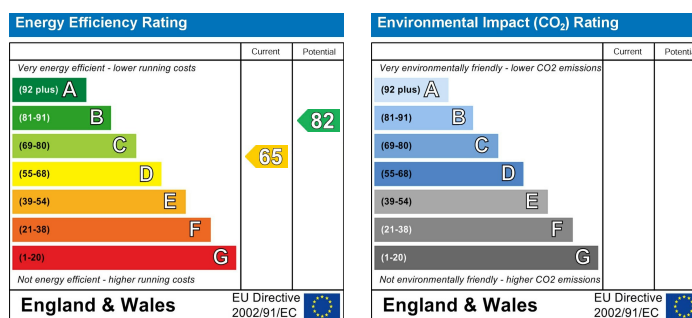 Energy Efficiency Rating
Current Potential
Very energy efficient - lower running costs
(92 plus) A
(81-91) B
82
(69-80) C
65
(55-68) D
(39-54) E
(21-38) F
(1-20) G
Not energy efficient - higher running costs
England & Wales
EU Directive
2002/91/EC
Environmental Impact (CO₂) Rating
Current Potenti
Very environmentally friendly - lower CO2 emissions
(92 plus) A
(81-91) B
(69-80) C
(55-68) D
(39-54) E
(21-38) F
(1-20) G
Not environmentally friendly - higher CO2 emissions
England & Wales
EU Directive
2002/91/EC